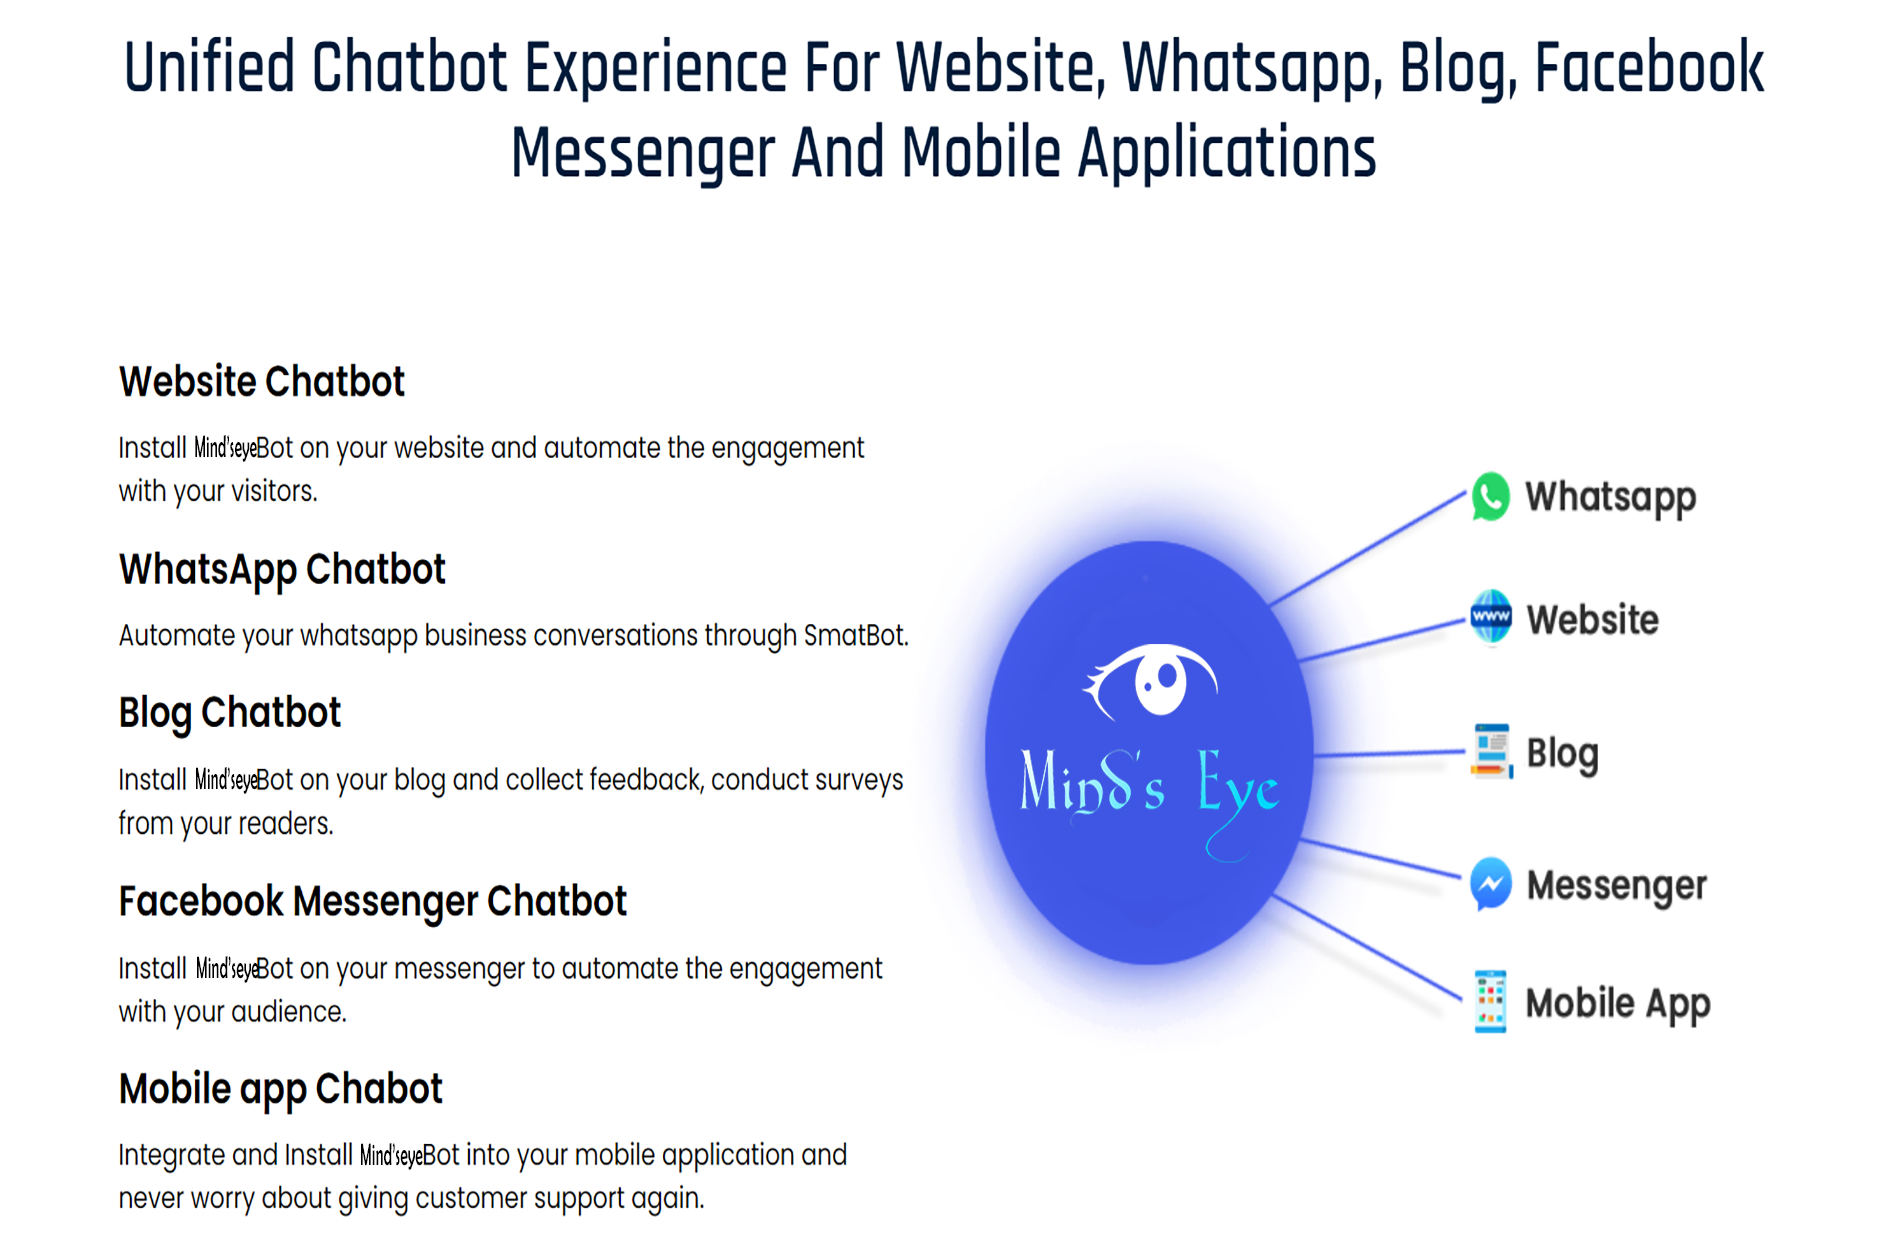 Unified Chatbot Experience For Website, Whatsapp, Blog, Facebook
Messenger And Mobile Applications
Website Chatbot
Install Mind'seyeBot on your website and automate the engagement
with your visitors.
WhatsApp Chatbot
Automate your whatsapp business conversations through SmatBot.
Blog Chatbot
Install Mind'seyeBot on your blog and collect feedback, conduct surveys
from your readers.
Facebook Messenger Chatbot
Install Mind'seyeBot on your messenger to automate the engagement
with your audience.
Mobile app Chabot
Integrate and Install Mind'seyeBot into your mobile application and
never worry about giving customer support again.
Mind's Eye
Whatsapp
www Website
Blog
Messenger
Mobile App